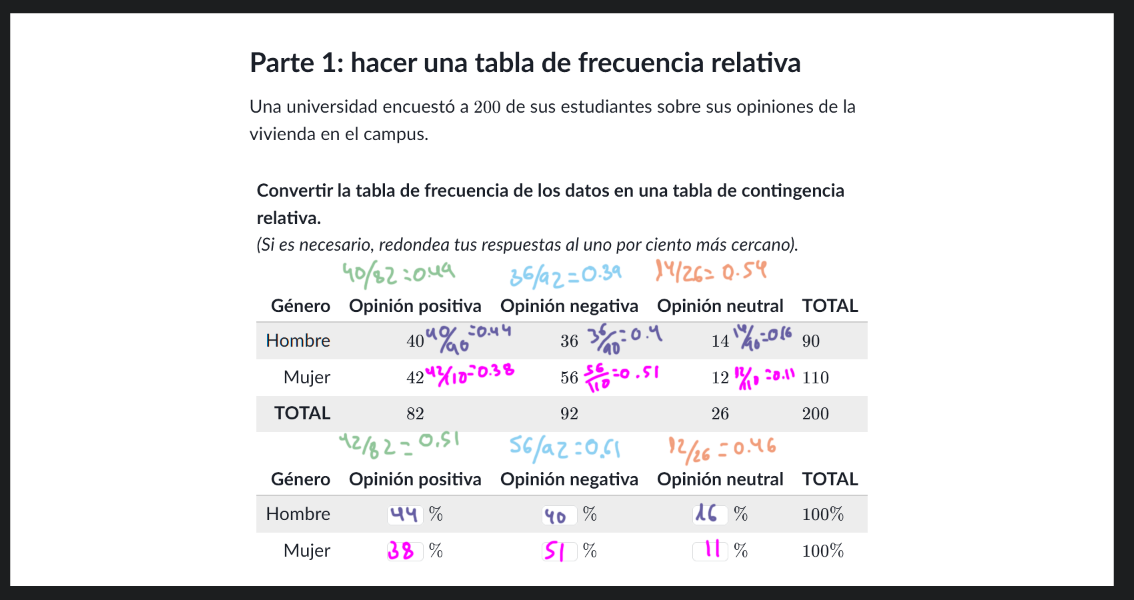 Parte 1: hacer una tabla de frecuencia relativa
Una universidad encuestó a 200 de sus estudiantes sobre sus opiniones de la
vivienda en el campus.
Convertir la tabla de frecuencia de los datos en una tabla de contingencia
relativa.
(Si es necesario, redondea tus respuestas al uno por ciento más cercano).
40/82=0.49 36/92=0.39 14/26=0.54
Género Opinión positiva Opinión negativa Opinión neutral TOTAL
Hombre 40 40/90=0.44 36 36/90=0.4 14 14/90=0.16 90
Mujer 42 42/110=0.38 56 56/110=0.51 12 12/110=0.11 110
TOTAL 82 92 26 200
42/82=0.51 56/92=0.61 12/26=0.46
Género Opinión positiva Opinión negativa Opinión neutral TOTAL
Hombre 44 % 40 % 16 % 100%
Mujer 38 % 51 % 11 % 100%